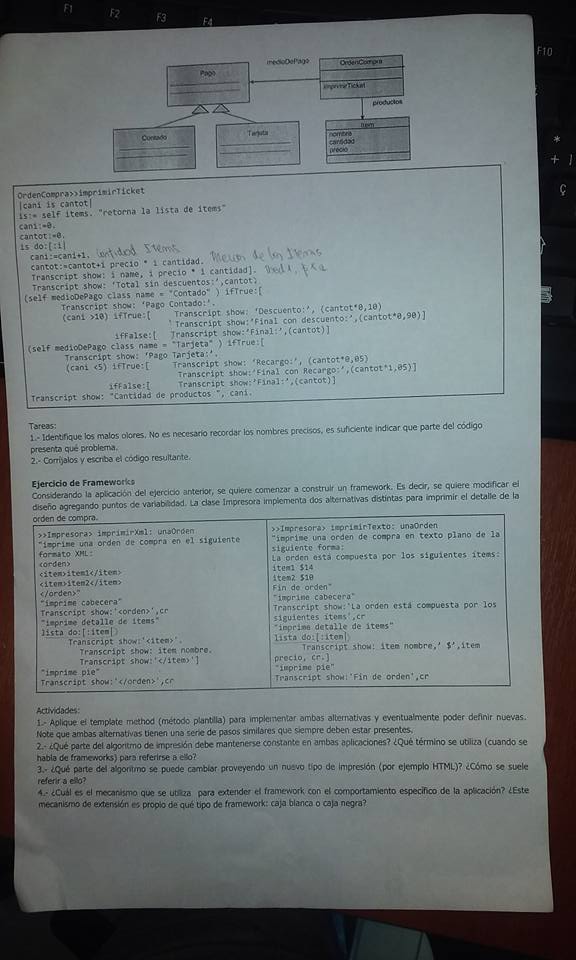 F1
F2
F3
F4
F10
Pago
medioDePago
OrdenCompra
imprimirTicket
productos
Contado
Tarjeta
Item
nombre
cantidad
precio
OrdenCompra>>imprimirTicket
|cani is cantot|
is:= self items. "retorna la lista de items"
cani:=0.
cantot:=0.
is do:[:i|
cani:=cani+1. Cantidad Items
cantot:=cantot+i precio * i cantidad. de los Items
Transcript show: i name, i precio * i cantidad].
Transcript show: 'Total sin descuentos:',cantot.
(self medioDePago class name = "Contado" ) ifTrue:[
Transcript show: 'Pago Contado:'.
(cani >10) ifTrue:[ Transcript show: 'Descuento:', (cantot*0,10)
Transcript show:'Final con descuento:',(cantot*0,90)]
ifFalse:[ Transcript show:'Final:',(cantot)]
(self medioDePago class name = "Tarjeta" ) ifTrue:[
Transcript show: 'Pago Tarjeta:'.
(cani <5) ifTrue:[ Transcript show: 'Recargo:', (cantot*0,05)
Transcript show:'Final con Recargo:',(cantot*1,05)]
ifFalse:[ Transcript show:'Final:',(cantot)]
Transcript show: "Cantidad de productos ", cani.
Tareas:
1.- Identifique los malos olores. No es necesario recordar los nombres precisos, es suficiente indicar que parte del código
presenta qué problema.
2.- Corríjalos y escriba el código resultante.
Ejercicio de Frameworks
Considerando la aplicación del ejercicio anterior, se quiere comenzar a construir un framework. Es decir, se quiere modificar el
diseño agregando puntos de variabilidad. La clase Impresora implementa dos alternativas distintas para imprimir el detalle de la
orden de compra.
>>Impresora> imprimirXml: unaOrden
"imprime una orden de compra en el siguiente
formato XML:
<orden>
<item>item1</item>
<item>item2</item>
</orden>"
"imprime cabecera"
Transcript show:'<orden>',cr
"imprime detalle de items"
lista do:[:item|
Transcript show:'<item>'.
Transcript show: item nombre.
Transcript show:'</item>']
"imprime pie"
Transcript show:'</orden>',cr
>>Impresora> imprimirTexto: unaOrden
"imprime una orden de compra en texto plano de la
siguiente forma:
La orden está compuesta por los siguientes items:
item1 $14
item2 $10
Fin de orden"
"imprime cabecera"
Transcript show:'La orden está compuesta por los
siguientes items',cr
"imprime detalle de items"
lista do:[:item|
Transcript show: item nombre,' $',item
precio, cr.]
"imprime pie"
Transcript show:'Fin de orden',cr
Actividades:
1.- Aplique el template method (método plantilla) para implementar ambas alternativas y eventualmente poder definir nuevas.
Note que ambas alternativas tienen una serie de pasos similares que siempre deben estar presentes.
2.- ¿Qué parte del algoritmo de impresión debe mantenerse constante en ambas aplicaciones? ¿Qué término se utiliza (cuando se
habla de frameworks) para referirse a ello?
3.- ¿Qué parte del algoritmo se puede cambiar proveyendo un nuevo tipo de impresión (por ejemplo HTML)? ¿Cómo se suele
referir a ello?
4.- ¿Cuál es el mecanismo que se utiliza para extender el framework con el comportamiento específico de la aplicación? ¿Este
mecanismo de extensión es propio de qué tipo de framework: caja blanca o caja negra?